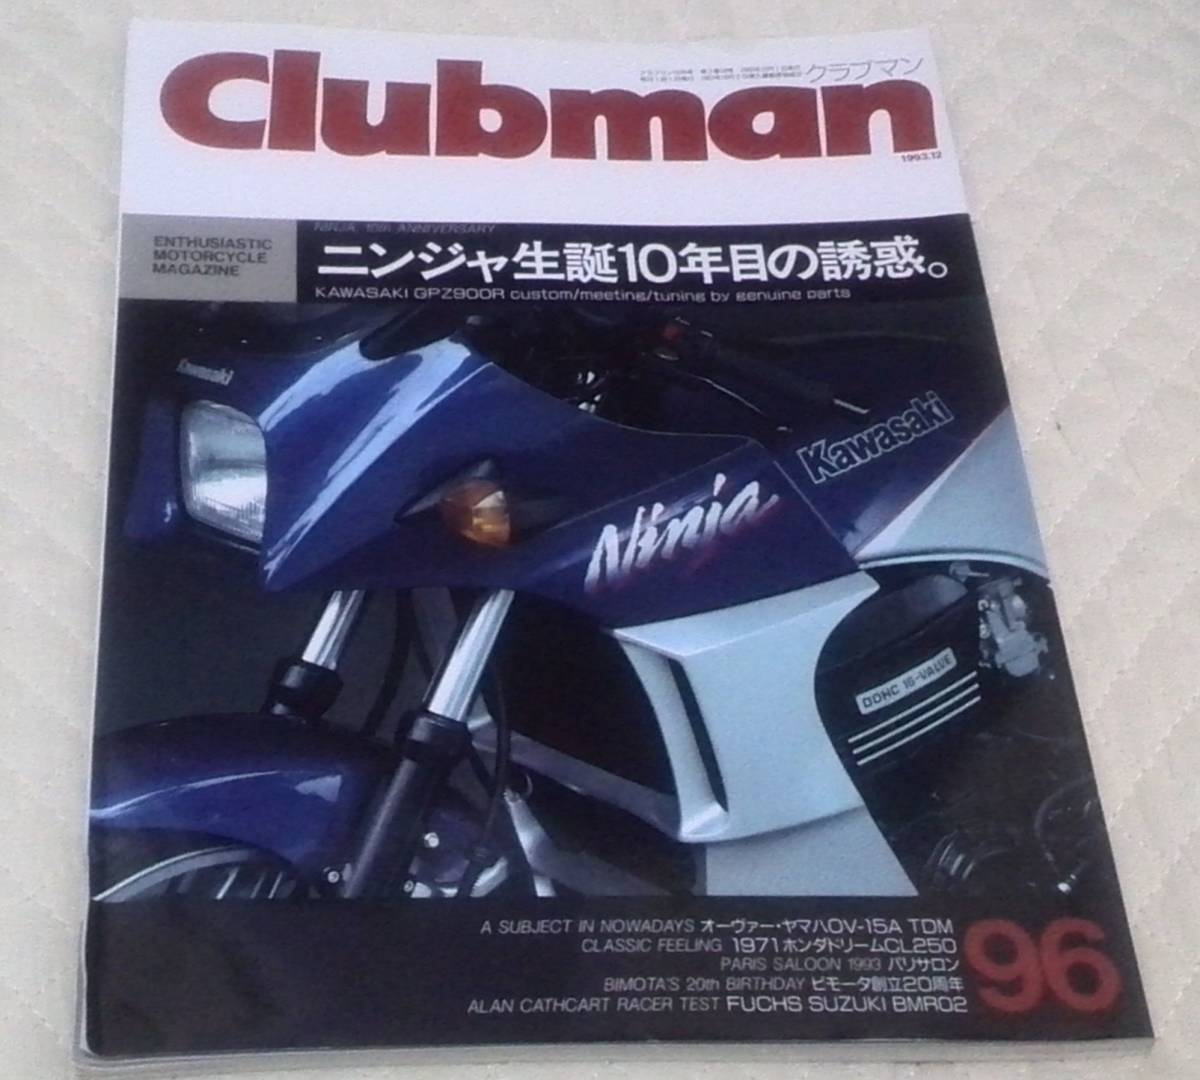 Clubman
クラブマン
1993.12
ENTHUSIASTIC
MOTORCYCLE
MAGAZINE
NINJA, 10th ANNIVERSARY
ニンジャ生誕10年目の誘惑。
KAWASAKI GPZ900R custom/meeting/tuning by genuine parts
Kawasaki
Kawasaki
Ninja
DOHC 16-VALVE
A SUBJECT IN NOWADAYS オーヴァー・ヤマハOV-15A TDM
CLASSIC FEELING 1971ホンダドリームCL250
PARIS SALOON 1993 パリサロン
BIMOTA'S 20th BIRTHDAY ビモータ創立20周年
ALAN CATHCART RACER TEST FUCHS SUZUKI BMR02
96